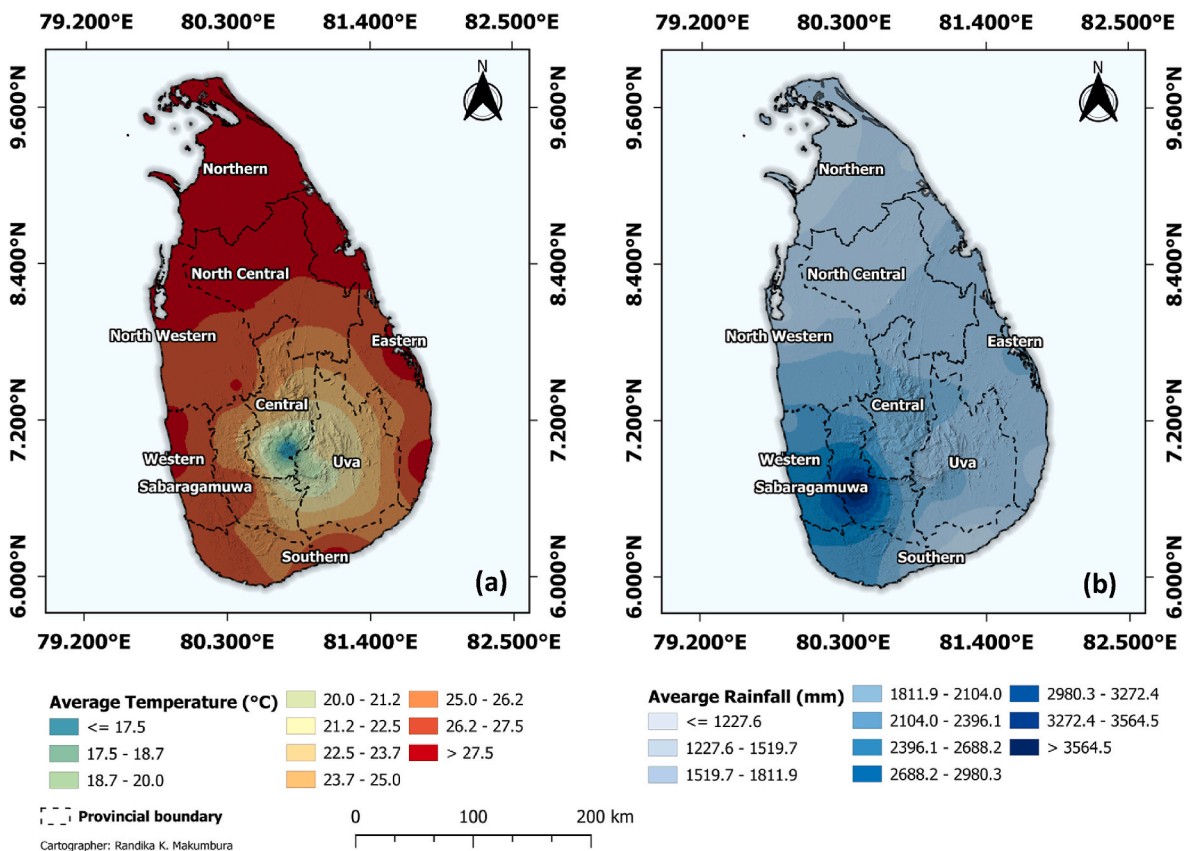 79.200°E 80.300°E 81.400°E 82.500°E
9.600°N
8.400°N
7.200°N
6.000°N
N
Northern
North Central
North Western
Eastern
Central
Western
Uva
Sabaragamuwa
Southern
(a)
9.600°N
8.400°N
7.200°N
6.000°N
79.200°E 80.300°E 81.400°E 82.500°E
79.200°E 80.300°E 81.400°E 82.500°E
9.600°N
8.400°N
7.200°N
6.000°N
N
Northern
North Central
North Western
Eastern
Central
Western
Uva
Sabaragamuwa
Southern
(b)
9.600°N
8.400°N
7.200°N
6.000°N
79.200°E 80.300°E 81.400°E 82.500°E
Average Temperature (°C)
<= 17.5
17.5 - 18.7
18.7 - 20.0
20.0 - 21.2
21.2 - 22.5
22.5 - 23.7
23.7 - 25.0
25.0 - 26.2
26.2 - 27.5
> 27.5
Provincial boundary
Cartographer: Randika K. Makumbura
0 100 200 km
Avearge Rainfall (mm)
<= 1227.6
1227.6 - 1519.7
1519.7 - 1811.9
1811.9 - 2104.0
2104.0 - 2396.1
2396.1 - 2688.2
2688.2 - 2980.3
2980.3 - 3272.4
3272.4 - 3564.5
> 3564.5